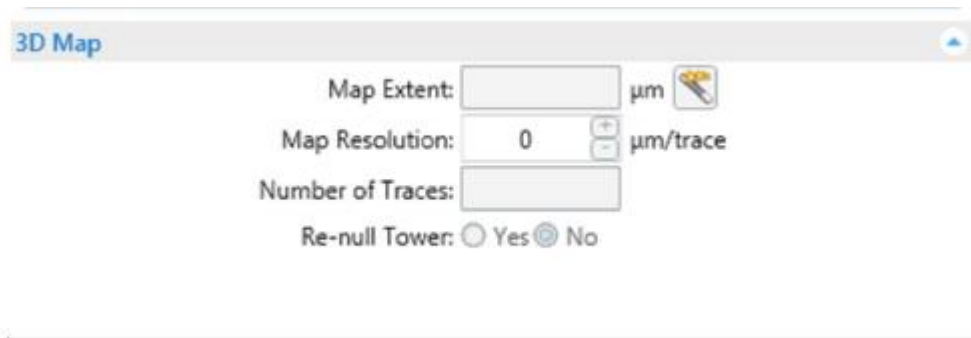 3D Map
Map Extent: μm
Map Resolution: 0 μm/trace
Number of Traces:
Re-null Tower: Yes No